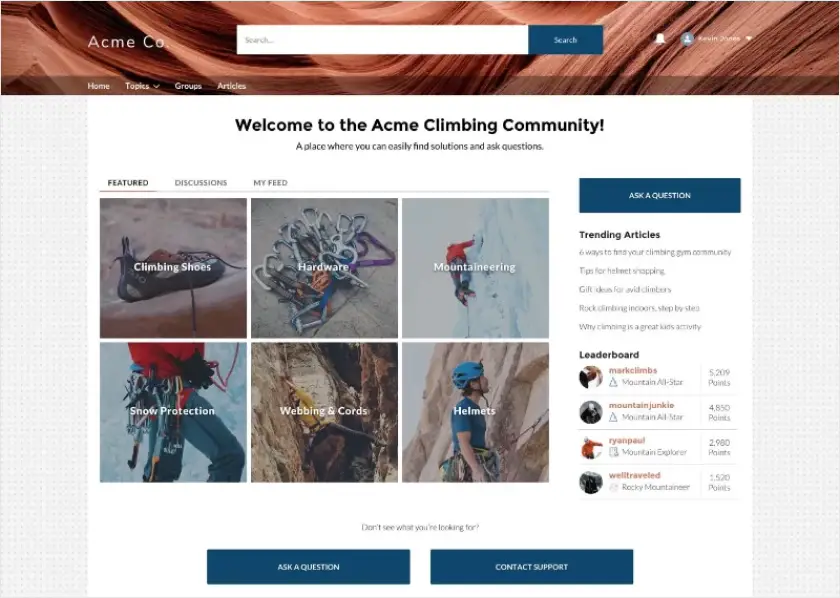 Acme Co.
Search...
Search
Kevin Jones
Home Topics Groups Articles
Welcome to the Acme Climbing Community!
A place where you can easily find solutions and ask questions.
FEATURED DISCUSSIONS MY FEED
Climbing Shoes
Hardware
Mountaineering
Snow Protection
Webbing & Cords
Helmets
ASK A QUESTION
Trending Articles
6 ways to find your climbing gym community
Tips for helmet shopping
Gift ideas for avid climbers
Rock climbing indoors, step by step
Why climbing is a great kids activity
Leaderboard
markclimbs
Mountain All-Star
5,209
Points
mountainjunkie
Mountain All-Star
4,850
Points
ryanpaul
Mountain Explorer
2,980
Points
welltraveled
Rocky Mountaineer
1,520
Points
Don't see what you're looking for?
ASK A QUESTION
CONTACT SUPPORT